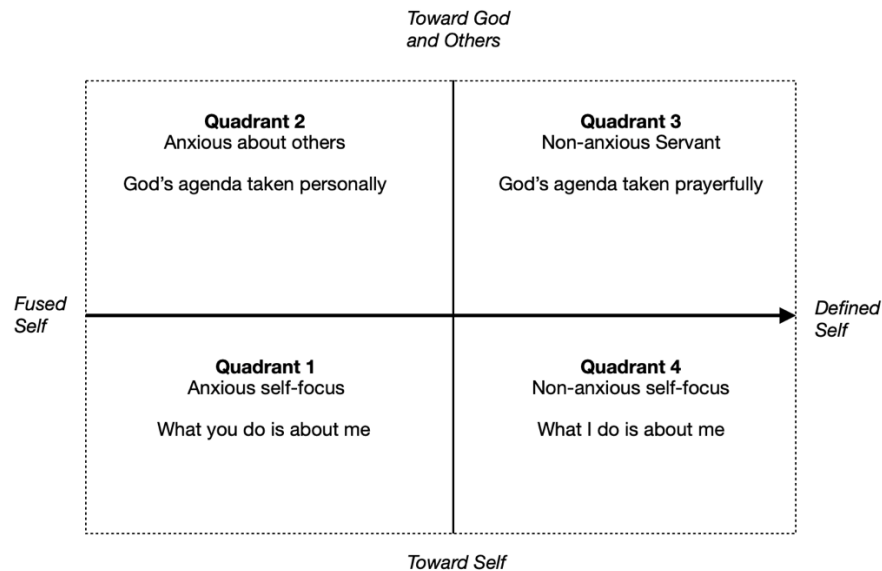 Toward God
and Others
Quadrant 2
Anxious about others
God's agenda taken personally
Quadrant 3
Non-anxious Servant
God's agenda taken prayerfully
Fused
Self
Defined
Self
Quadrant 1
Anxious self-focus
What you do is about me
Quadrant 4
Non-anxious self-focus
What I do is about me
Toward Self